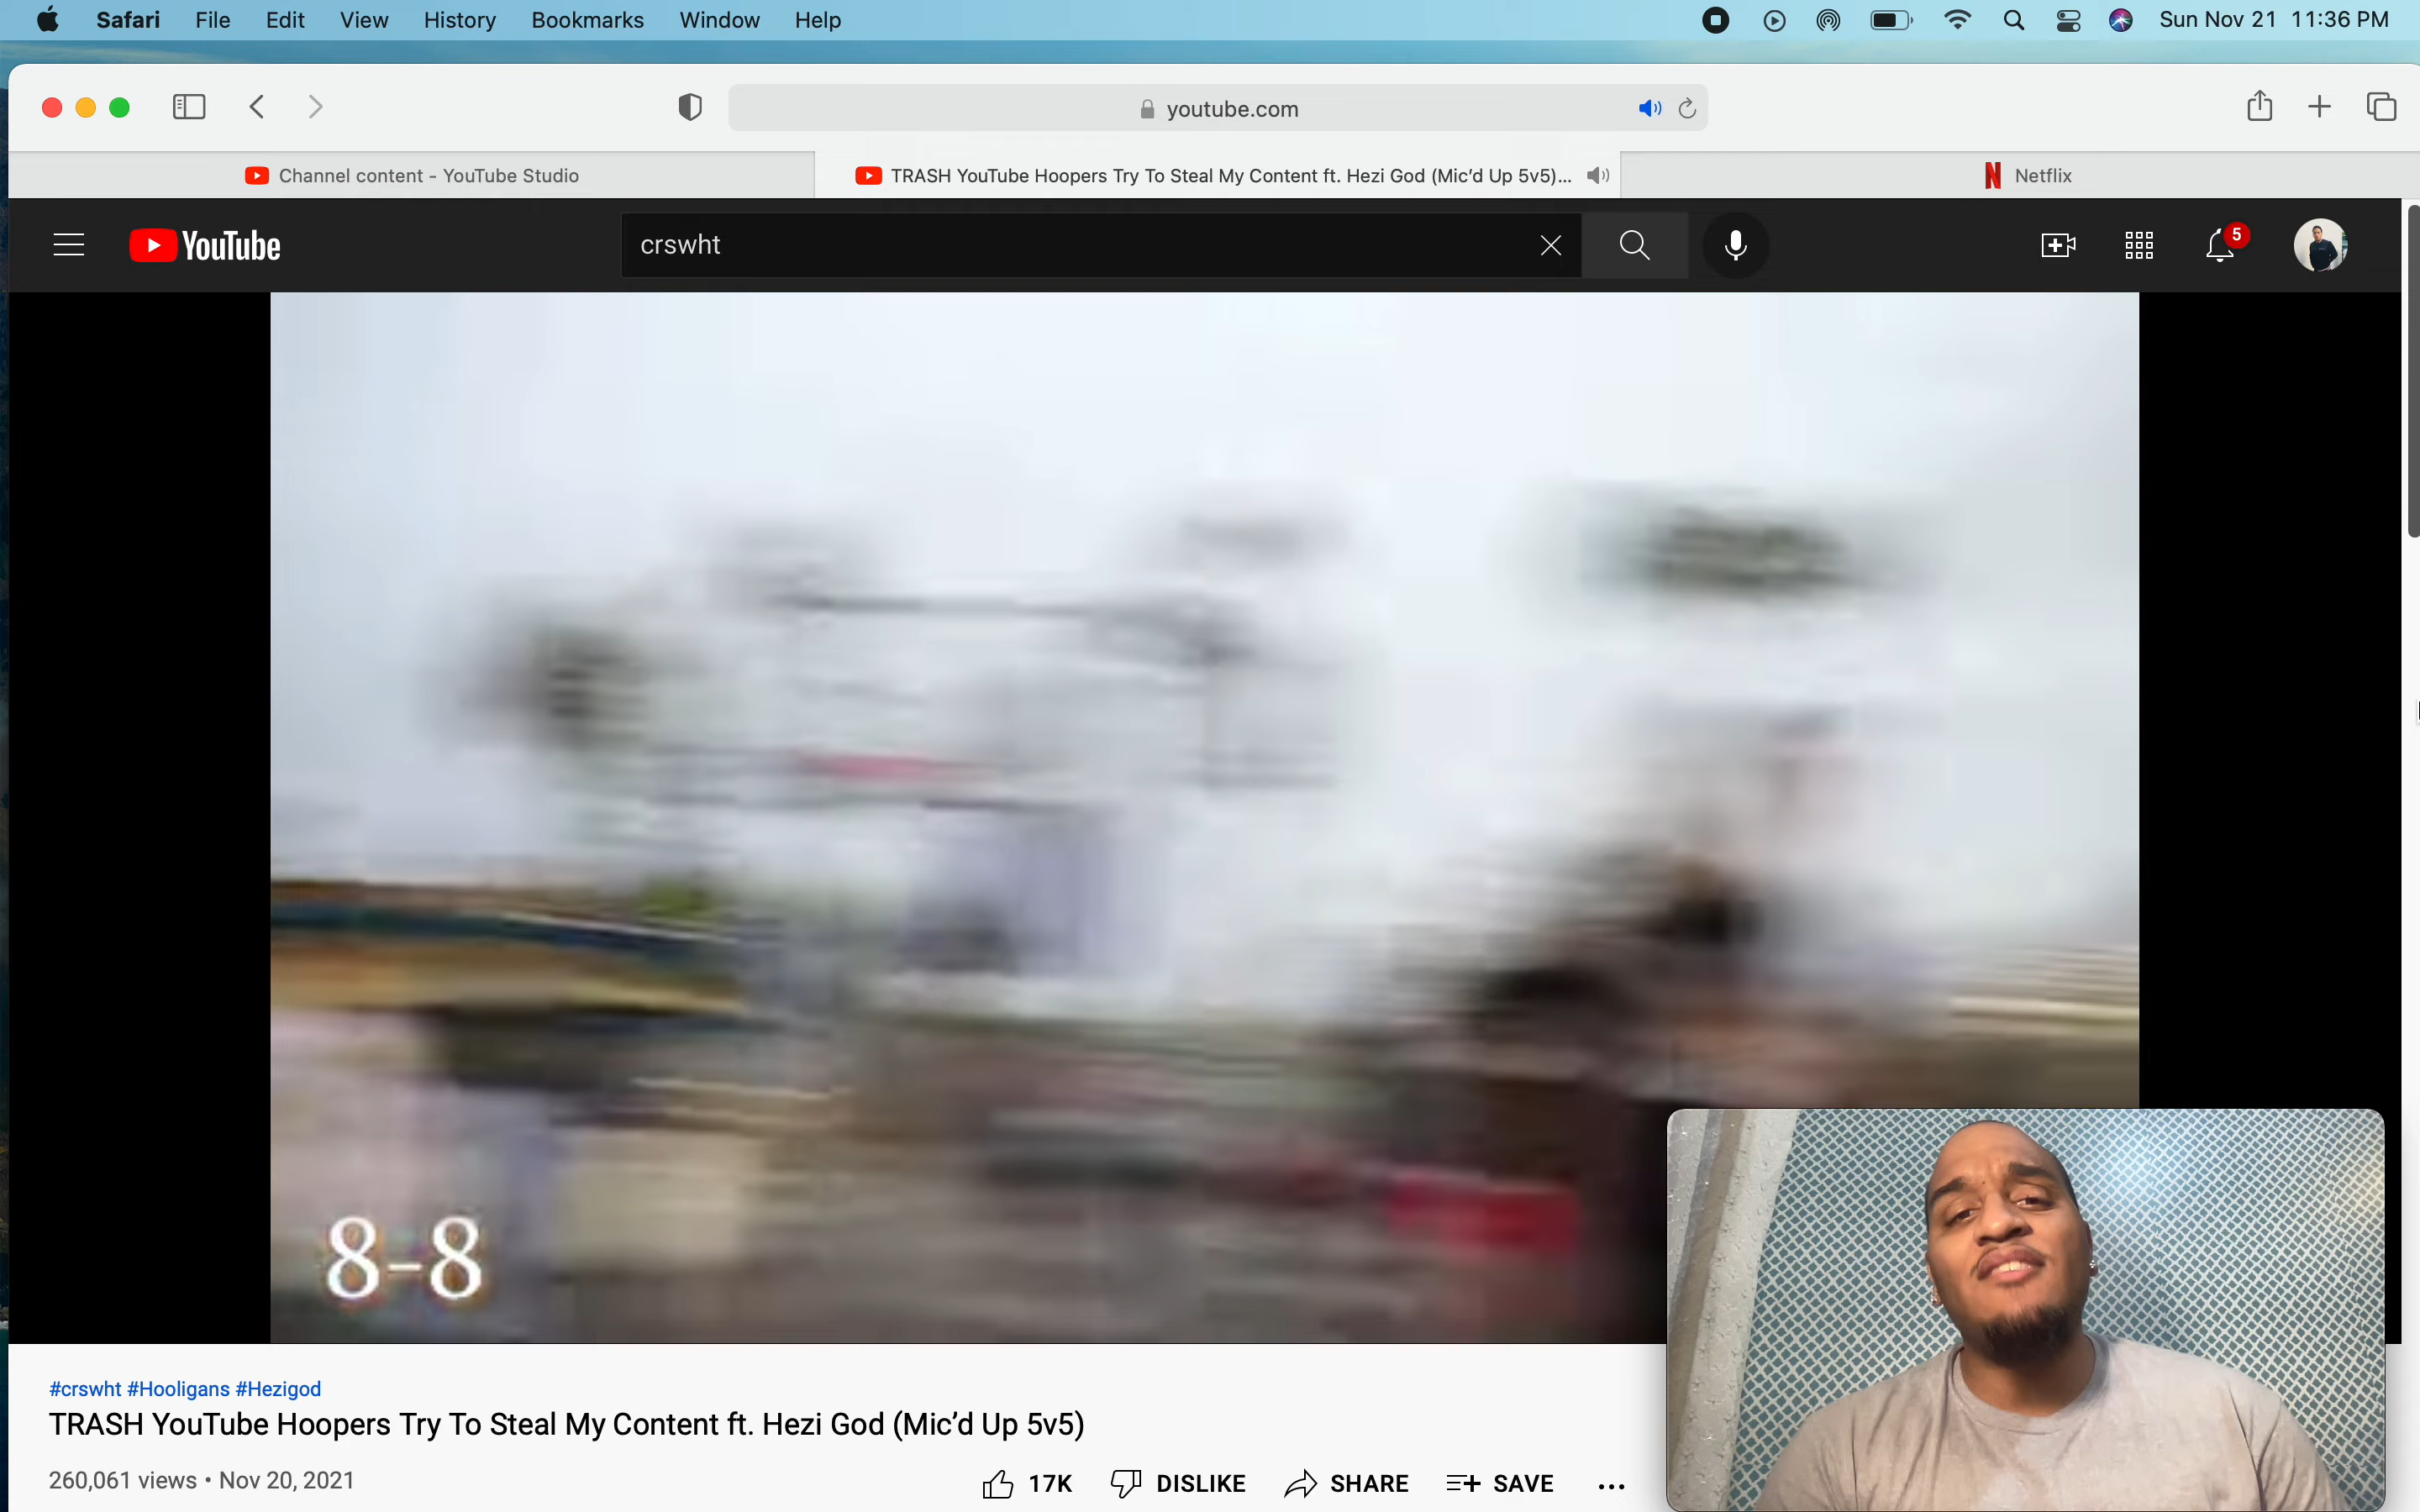 Safari File Edit View History Bookmarks Window Help Sun Nov 21 11:36 PM
youtube.com
Channel content - YouTube Studio TRASH YouTube Hoopers Try To Steal My Content ft. Hezi God (Mic’d Up 5v5)... N Netflix
YouTube crswht 5
8-8
#crswht #Hooligans #Hezigod
TRASH YouTube Hoopers Try To Steal My Content ft. Hezi God (Mic’d Up 5v5)
260,061 views • Nov 20, 2021 17K DISLIKE SHARE SAVE ...